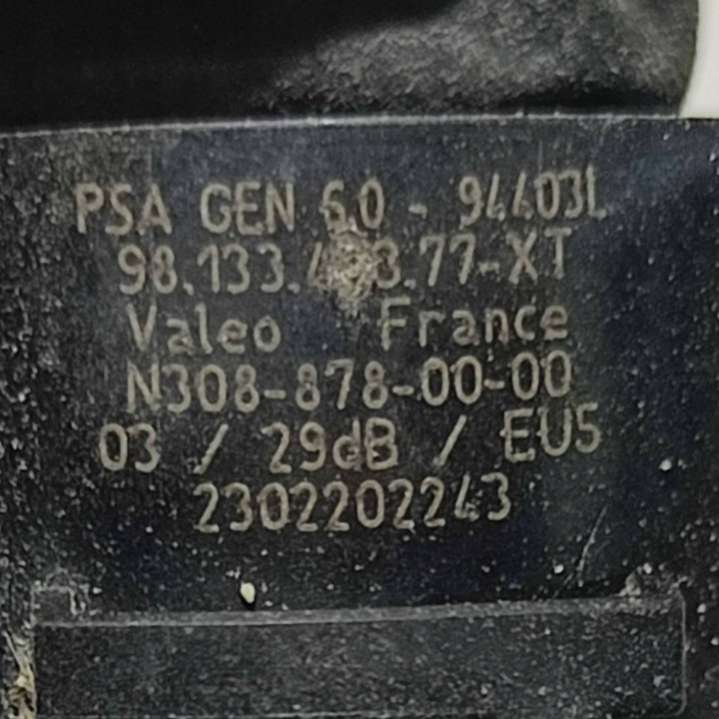 PSA GEN 6.0 - 94403L
Valeo France
N308-878-00-00
03 / 29dB / EU5
2302202243